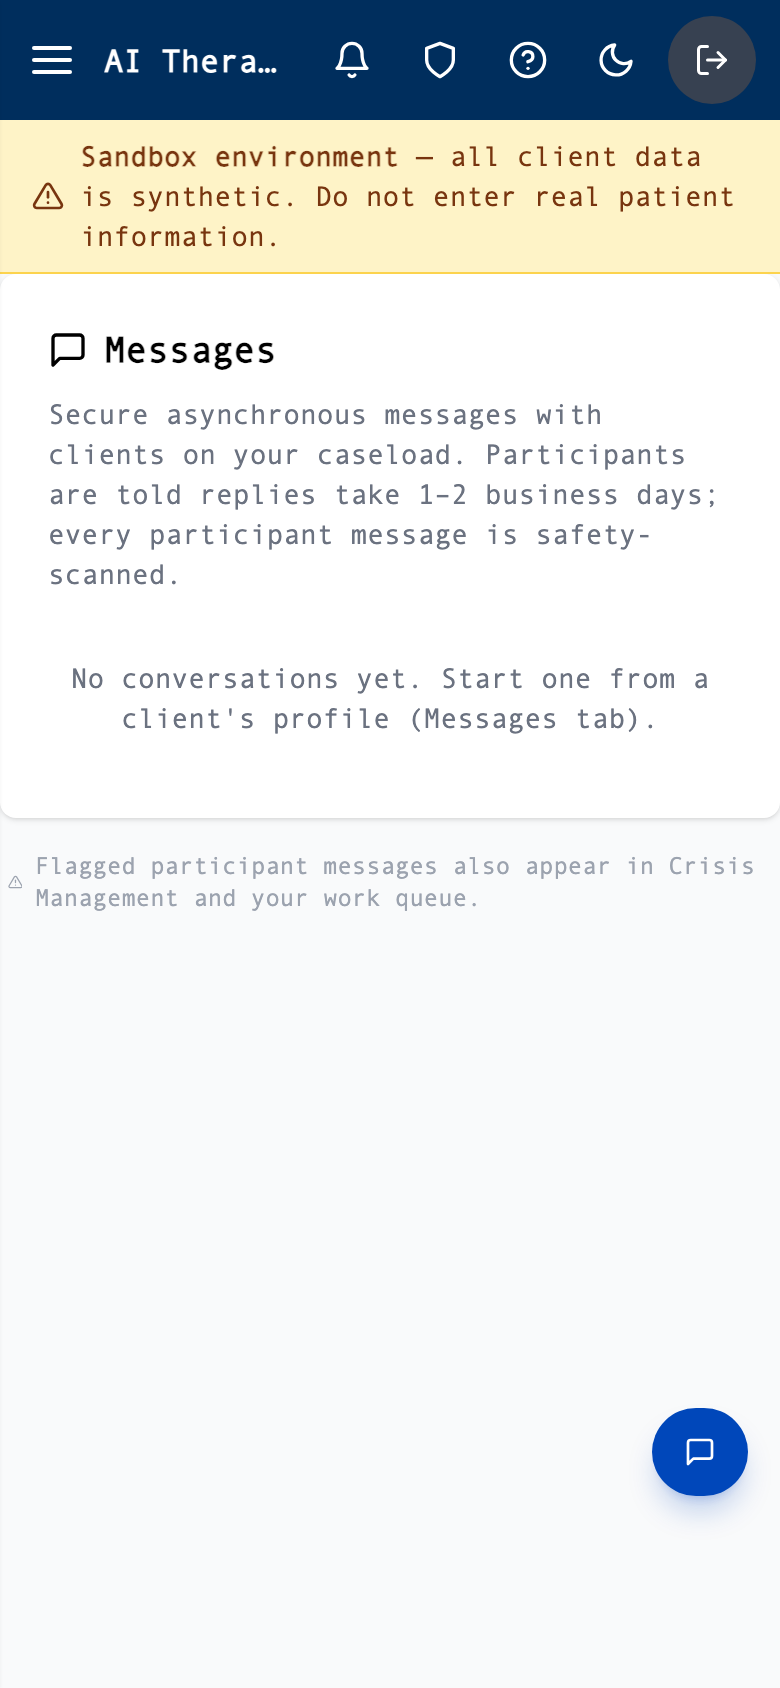 AI Thera…
Sandbox environment — all client data
is synthetic. Do not enter real patient
information.
Messages
Secure asynchronous messages with
clients on your caseload. Participants
are told replies take 1–2 business days;
every participant message is safety-
scanned.
No conversations yet. Start one from a
client's profile (Messages tab).
Flagged participant messages also appear in Crisis
Management and your work queue.